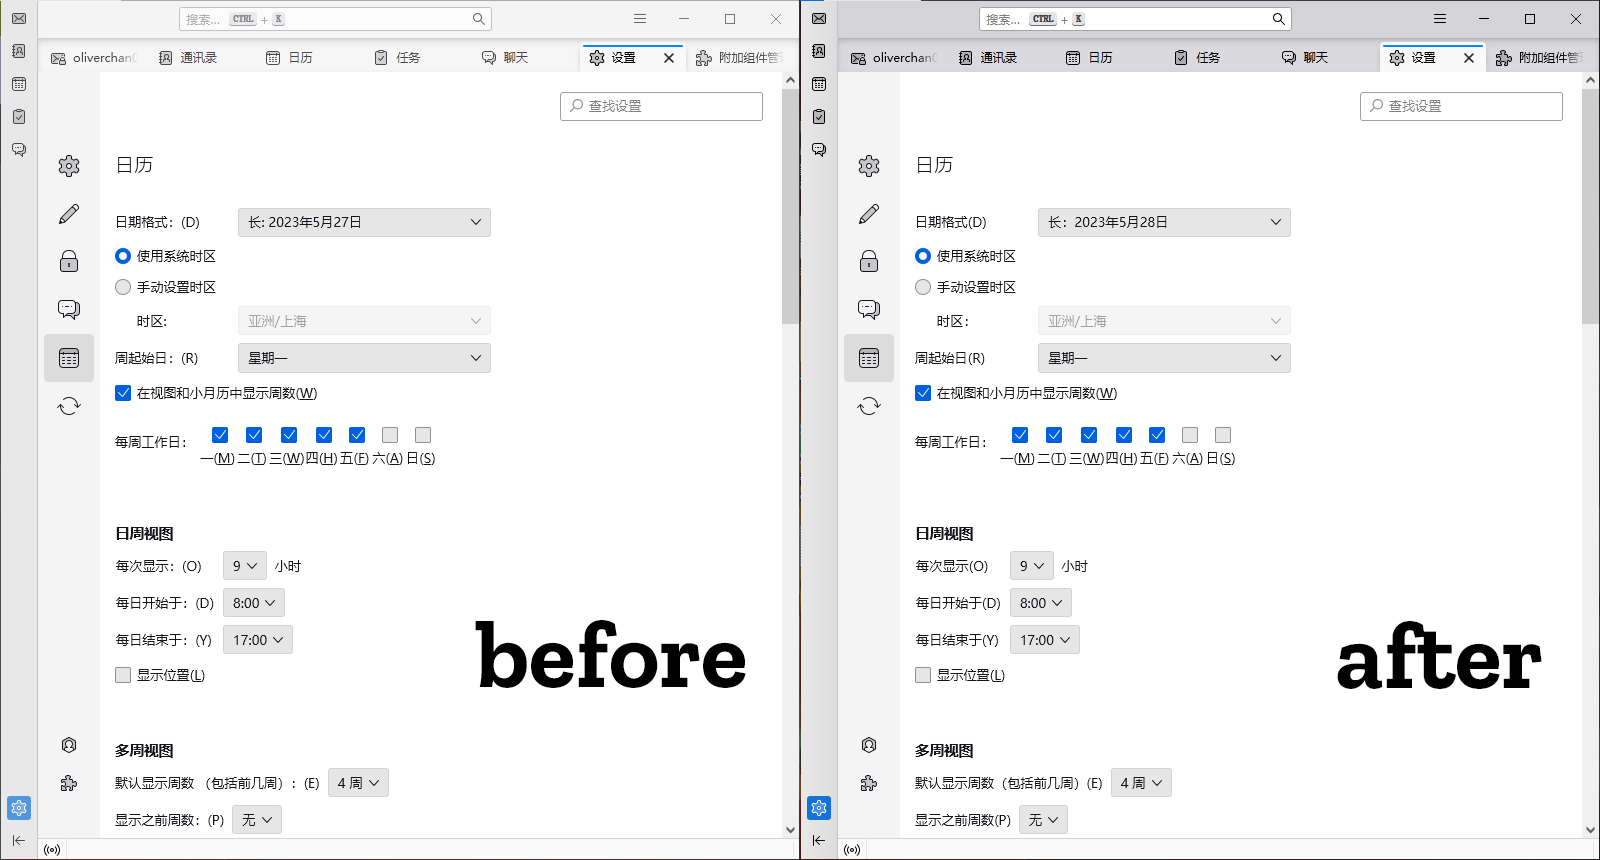 搜索... CTRL + K
oliverchan
通讯录
日历
任务
聊天
设置
附加组件管
查找设置
日历
日期格式：(D) 长: 2023年5月27日
使用系统时区
手动设置时区
时区: 亚洲/上海
周起始日：(R) 星期一
在视图和小月历中显示周数(W)
每周工作日：
一(M) 二(T) 三(W) 四(H) 五(F) 六(A) 日(S)
日周视图
每次显示：(O) 9 小时
每日开始于：(D) 8:00
每日结束于：(Y) 17:00
显示位置(L)
before
多周视图
默认显示周数 （包括前几周）：(E) 4 周
显示之前周数：(P) 无
搜索... CTRL + K
oliverchan
通讯录
日历
任务
聊天
设置
附加组件管
查找设置
日历
日期格式(D) 长：2023年5月28日
使用系统时区
手动设置时区
时区： 亚洲/上海
周起始日(R) 星期一
在视图和小月历中显示周数(W)
每周工作日：
一(M) 二(T) 三(W) 四(H) 五(F) 六(A) 日(S)
日周视图
每次显示(O) 9 小时
每日开始于(D) 8:00
每日结束于(Y) 17:00
显示位置(L)
after
多周视图
默认显示周数（包括前几周）(E) 4 周
显示之前周数(P) 无